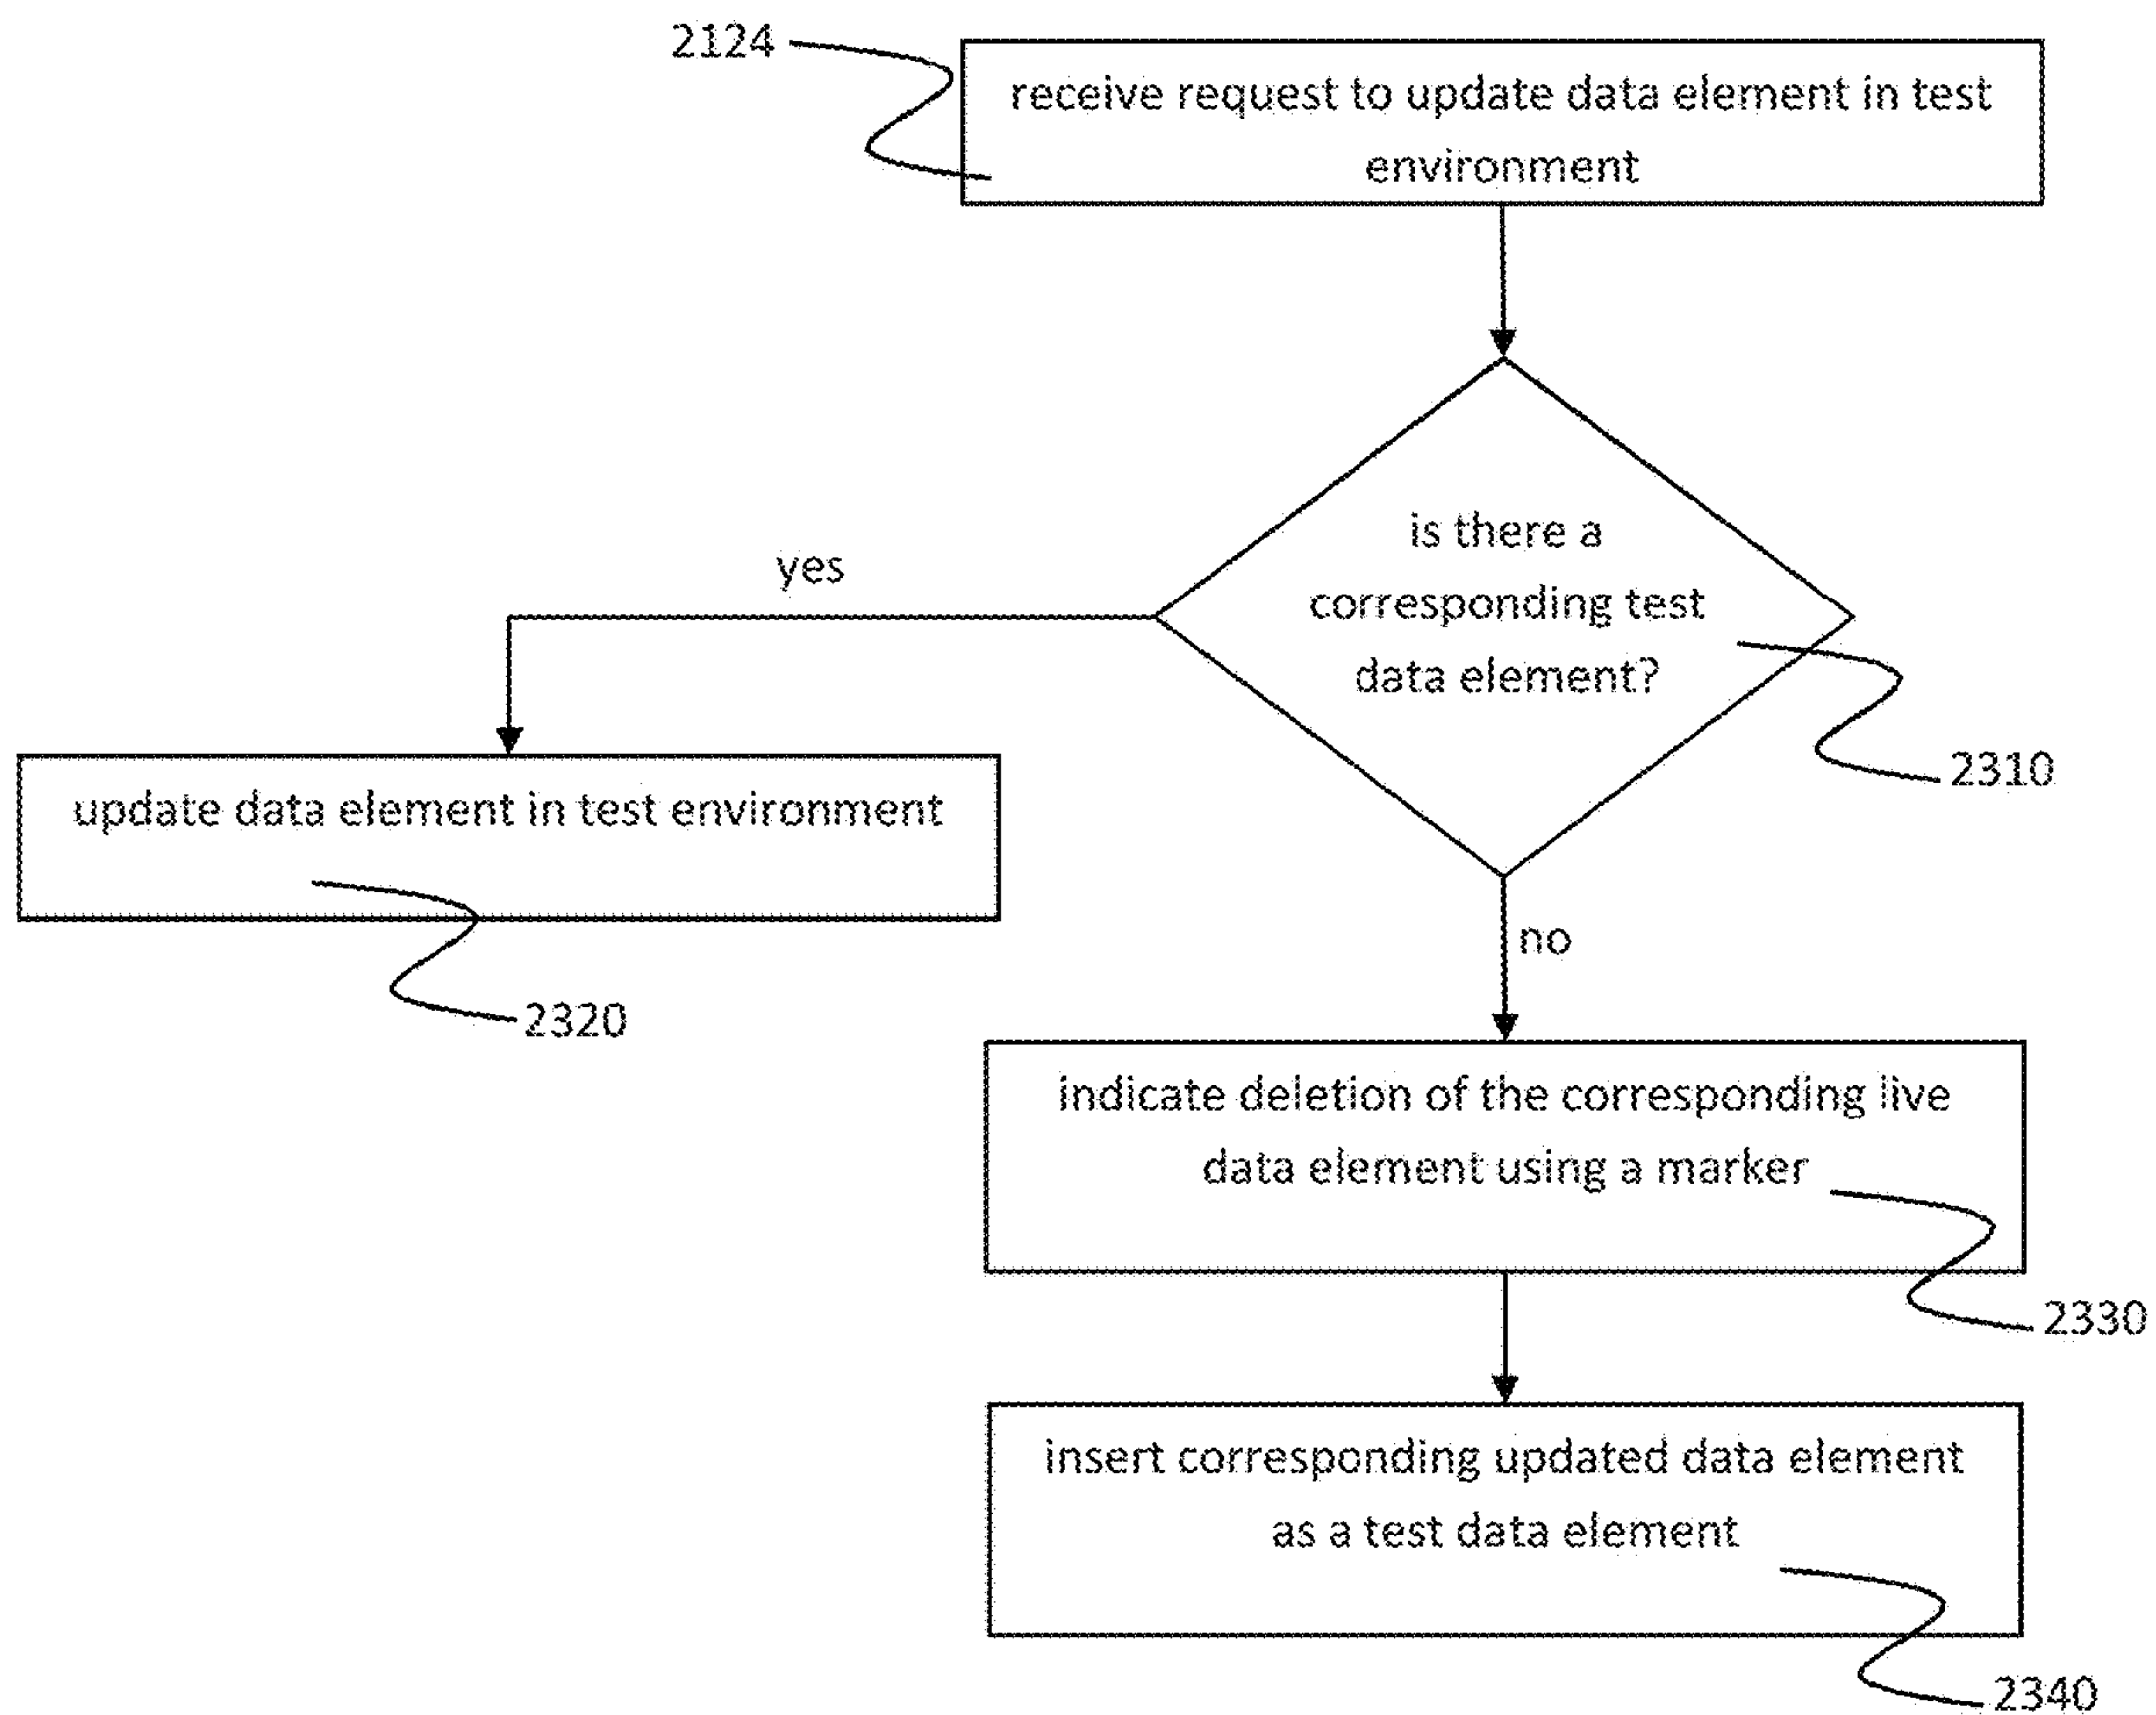 2124
receive request to update data element in test
environment
is there a
corresponding test
data element?
2310
yes
update data element in test environment
2320
no
indicate deletion of the corresponding live
data element using a marker
2330
insert corresponding updated data element
as a test data element
2340